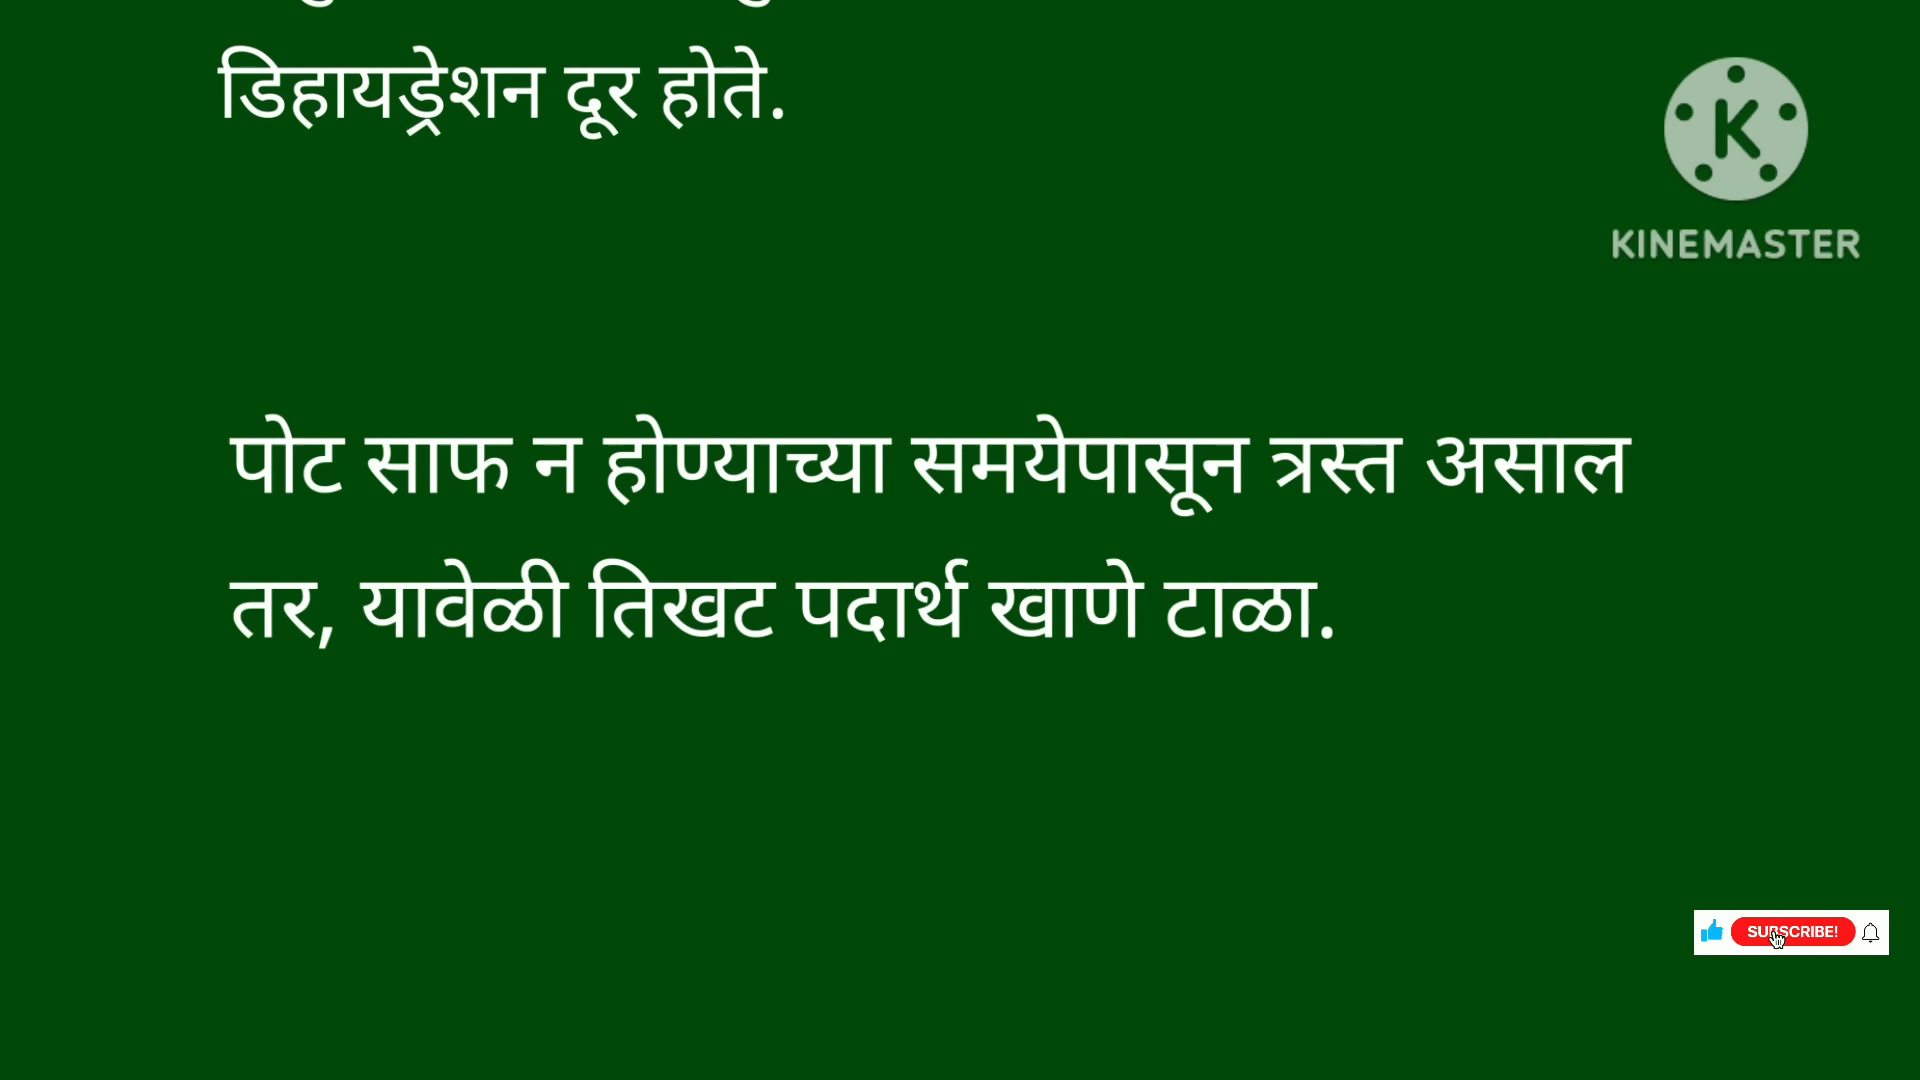 डिहायड्रेशन दूर होते.
KINEMASTER
पोट साफ न होण्याच्या समयेपासून त्रस्त असाल
तर, यावेळी तिखट पदार्थ खाणे टाळा.
SUBSCRIBE!